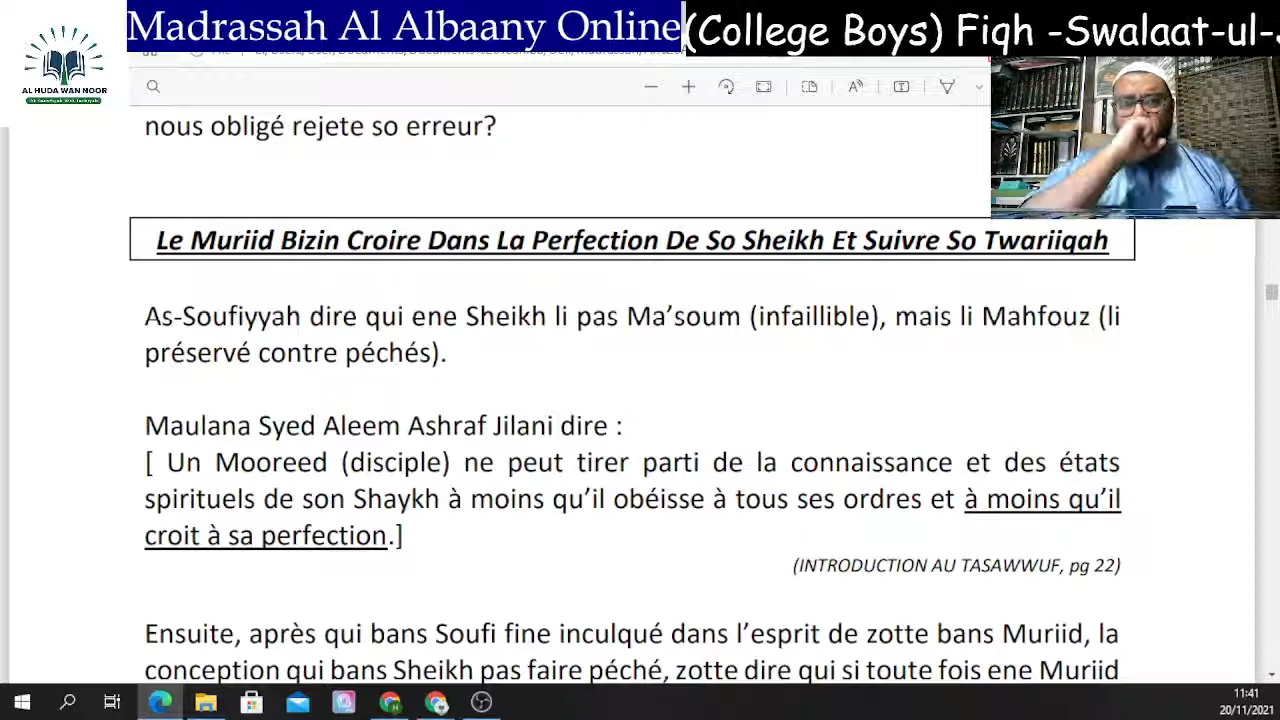 Madrassah Al Albaany Online
(College Boys) Fiqh -Swalaat-ul-J
AL HUDA WAN NOOR
nous obligé rejete so erreur?
Le Muriid Bizin Croire Dans La Perfection De So Sheikh Et Suivre So Twariiqah
As-Soufiyyah dire qui ene Sheikh li pas Ma’soum (infaillible), mais li Mahfouz (li
préservé contre péchés).
Maulana Syed Aleem Ashraf Jilani dire :
[ Un Mooreed (disciple) ne peut tirer parti de la connaissance et des états
spirituels de son Shaykh à moins qu’il obéisse à tous ses ordres et à moins qu’il
croit à sa perfection.]
(INTRODUCTION AU TASAWWUF, pg 22)
Ensuite, après qui bans Soufi fine inculqué dans l’esprit de zotte bans Muriid, la
conception qui bans Sheikh pas faire péché, zotte dire qui si toute fois ene Muriid
11:41
20/11/2021